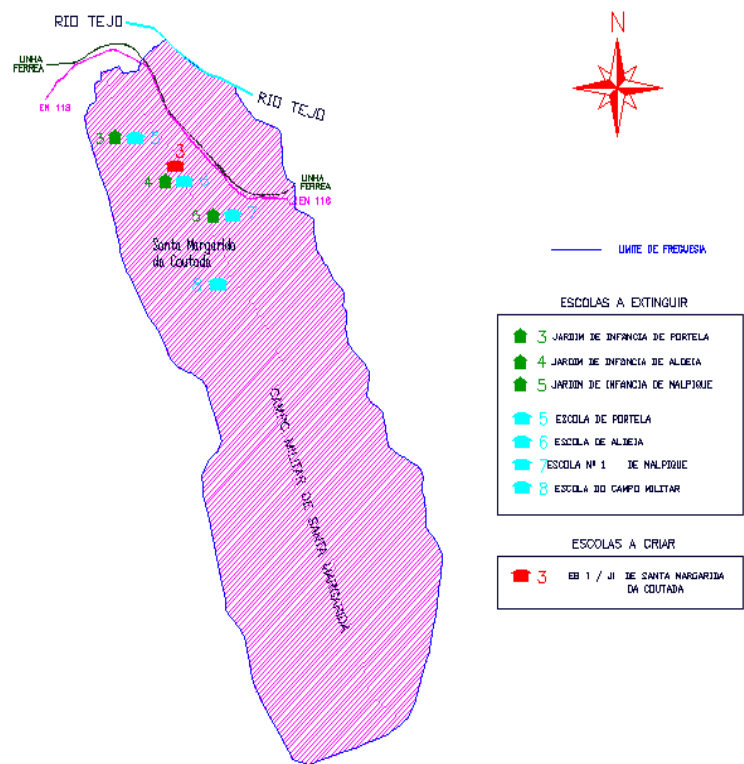 RIO TEJO
N
LINHA
FERREA
EN 118
RIO TEJO
3 5
3
4 6
LINHA
FERREA
EN 118
5 7
Santa Margarida
da Coutada
8
LIMITE DE FREGUESIA
ESCOLAS A EXTINGUIR
3 JARDIM DE INFANCIA DE PORTELA
4 JARDIM DE INFANCIA DE ALDEIA
5 JARDIM DE INFANCIA DE MALPIQUE
5 ESCOLA DE PORTELA
6 ESCOLA DE ALDEIA
7 ESCOLA Nº 1 DE MALPIQUE
8 ESCOLA DO CAMPO MILITAR
CAMPO MILITAR DE SANTA MARGARIDA
ESCOLAS A CRIAR
3 EB 1 / JI DE SANTA MARGARIDA
DA COUTADA